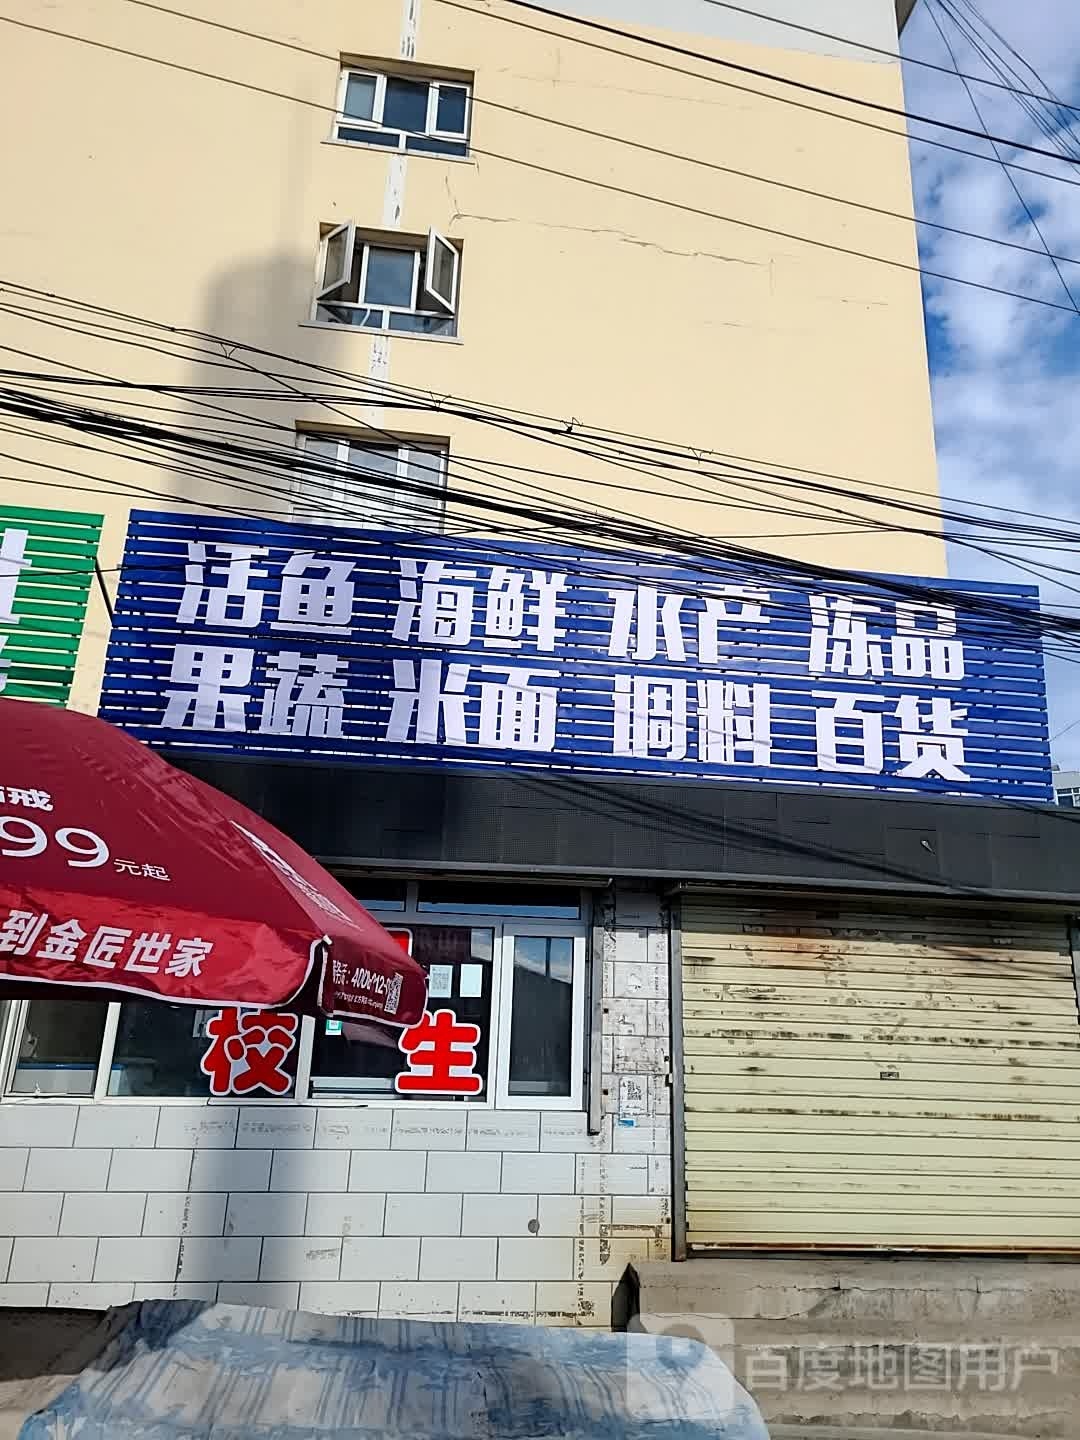 活鱼 海鲜 水产 冻品
果蔬 米面 调料 百货
戒
99元起
到金匠世家
校 生
百度地图用户